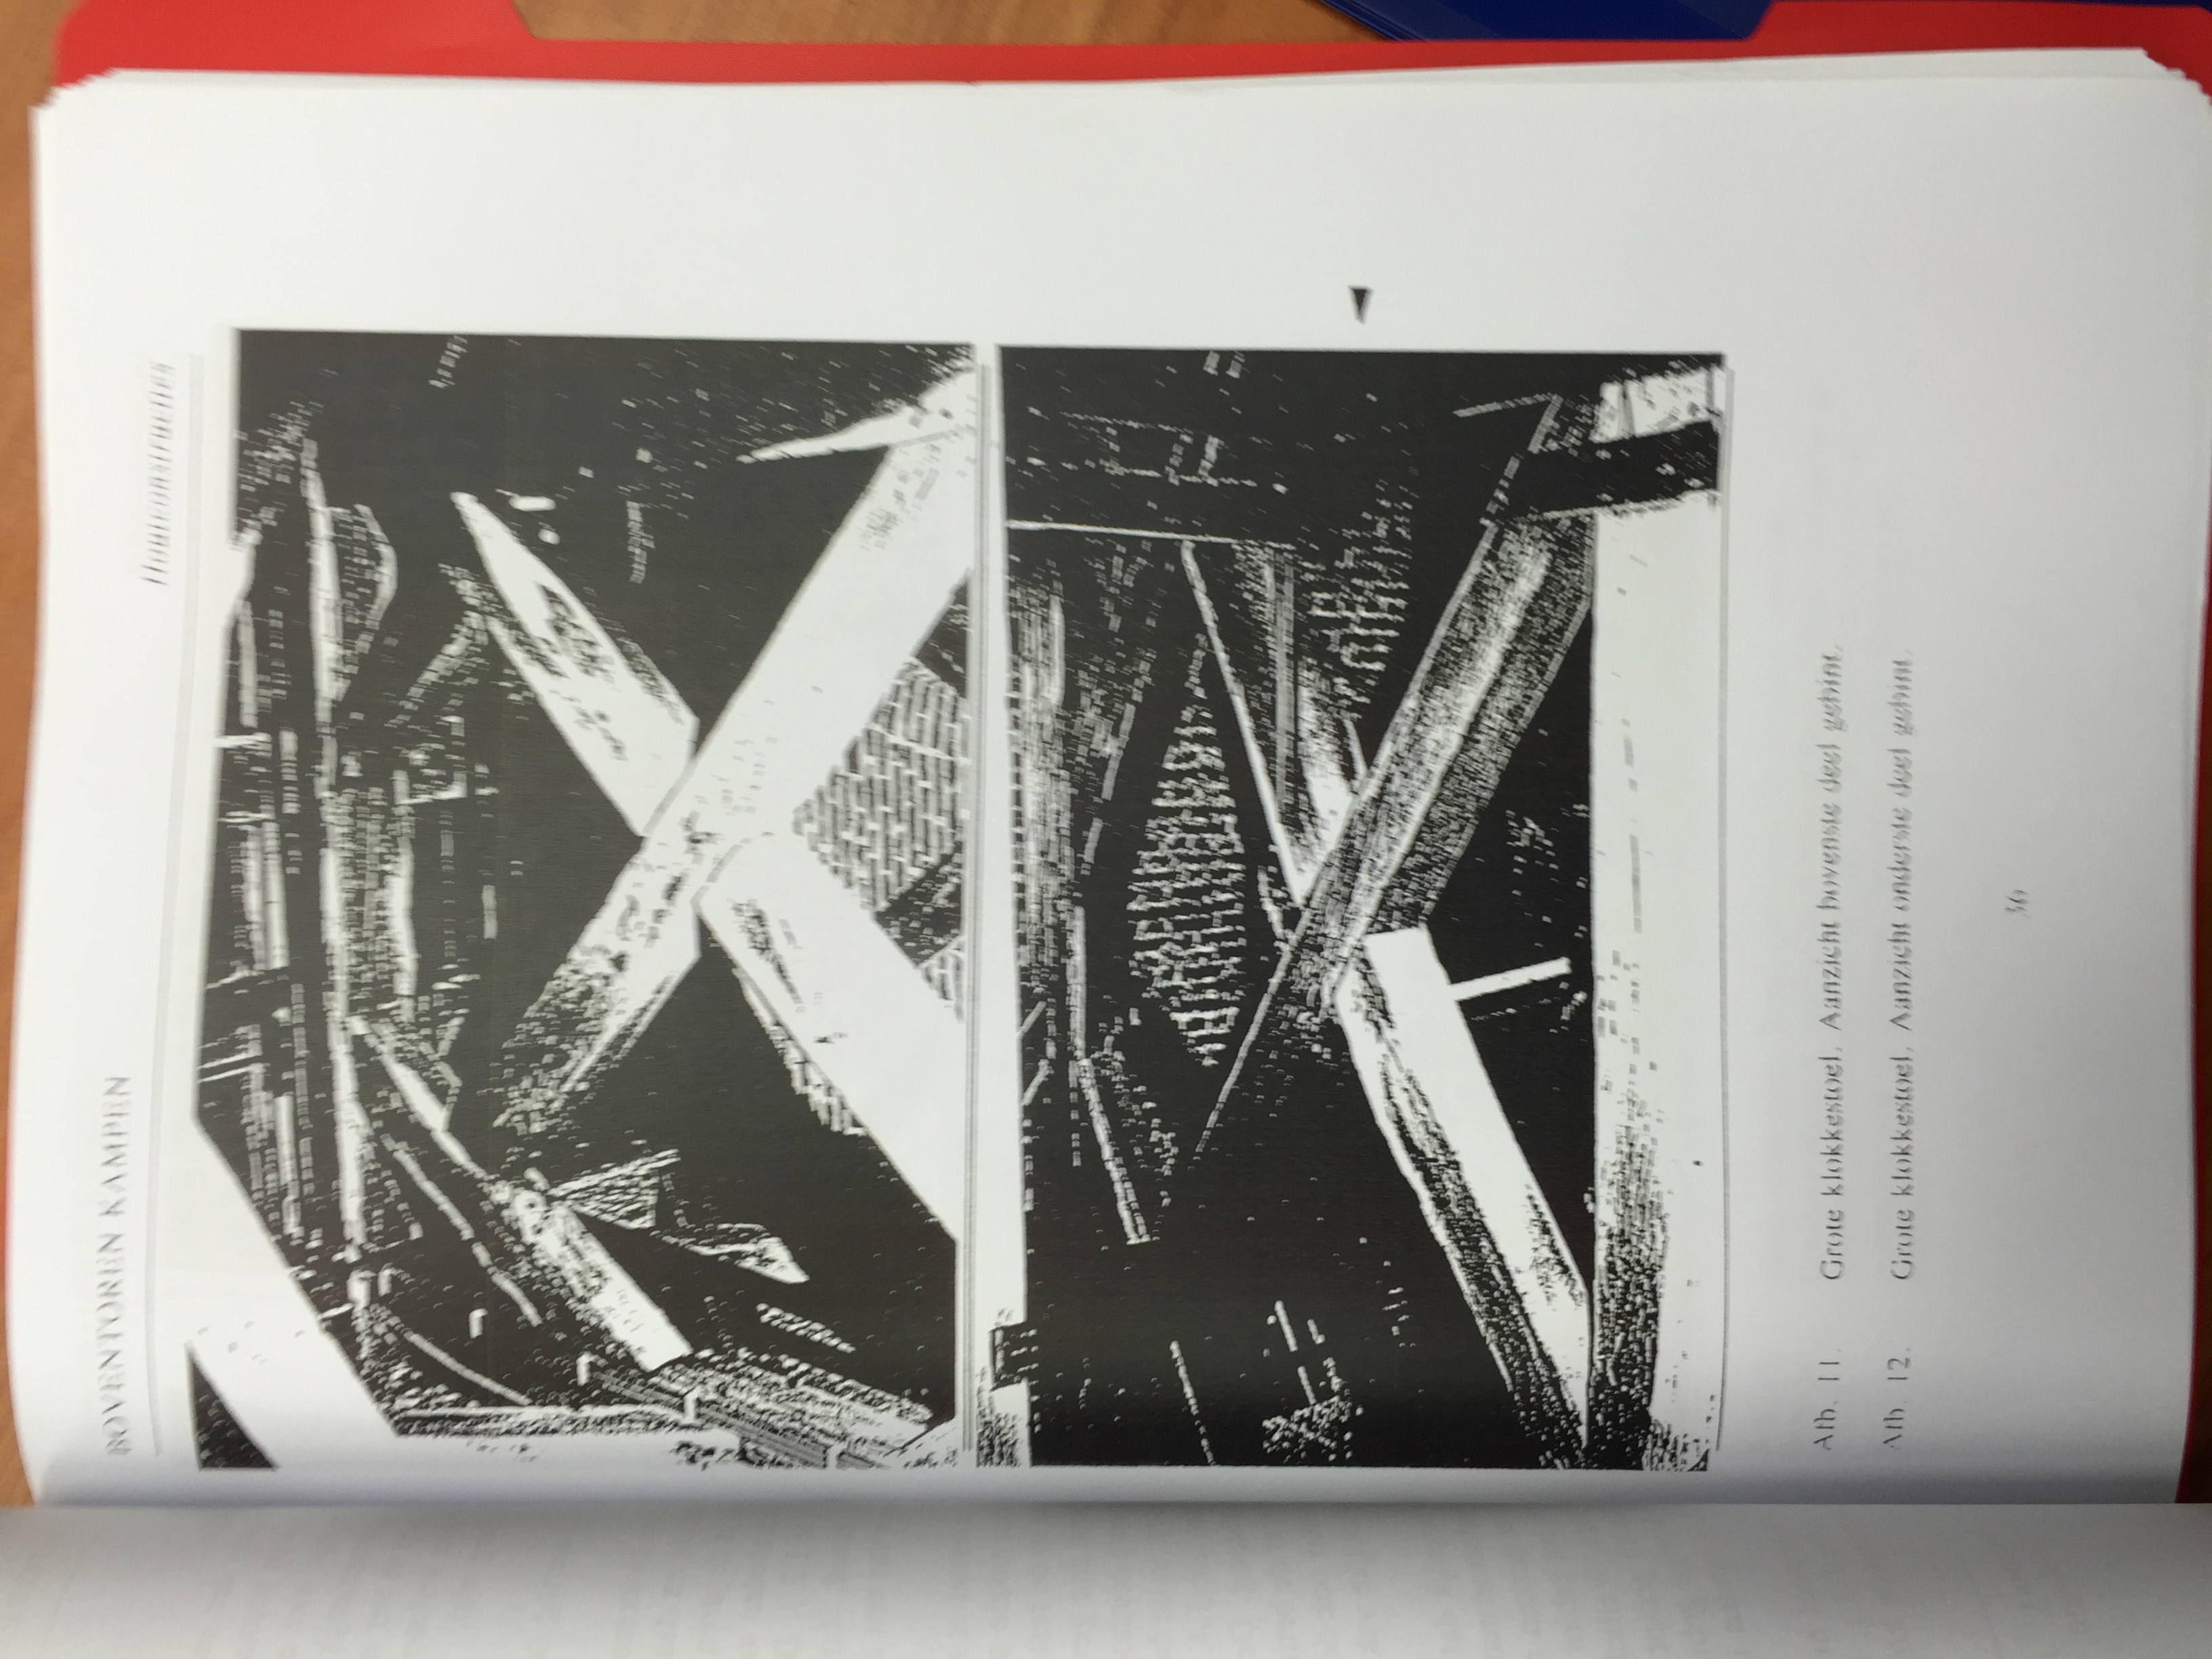 BOVENTOREN KAMPEN
Houtconstructies
Afb. 11. Grote klokkestoel. Aanzicht bovenste deel gebint.
Afb. 12. Grote klokkestoel. Aanzicht onderste deel gebint.
36